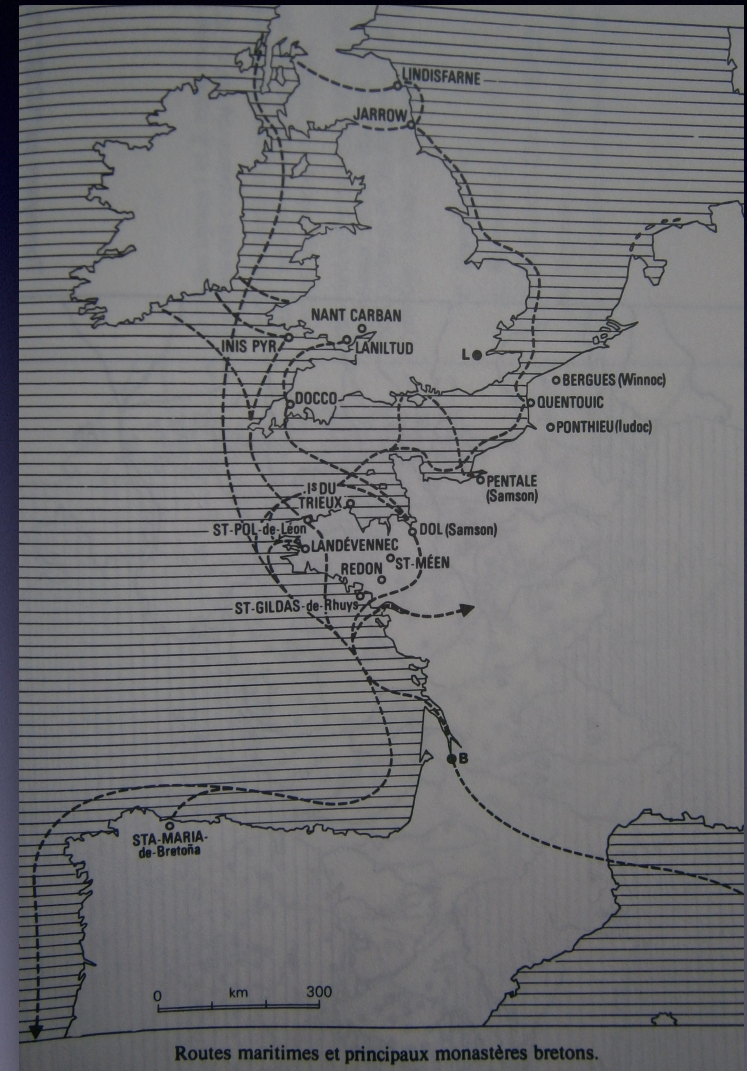 LINDISFARNE
JARROW
NANT CARBAN
INIS PYR
LANILTUD
L
BERGUES (Winnoc)
DOCCO
QUENTOUIC
PONTHIEU (Iudoc)
PENTALE
(Samson)
Is DU
TRIEUX
ST-POL-de-Léon
DOL (Samson)
LANDÉVENNEC
ST-MÉEN
REDON
ST-GILDAS-de-Rhuys
B
STA-MARIA-
de-Bretoña
0 km 300
Routes maritimes et principaux monastères bretons.